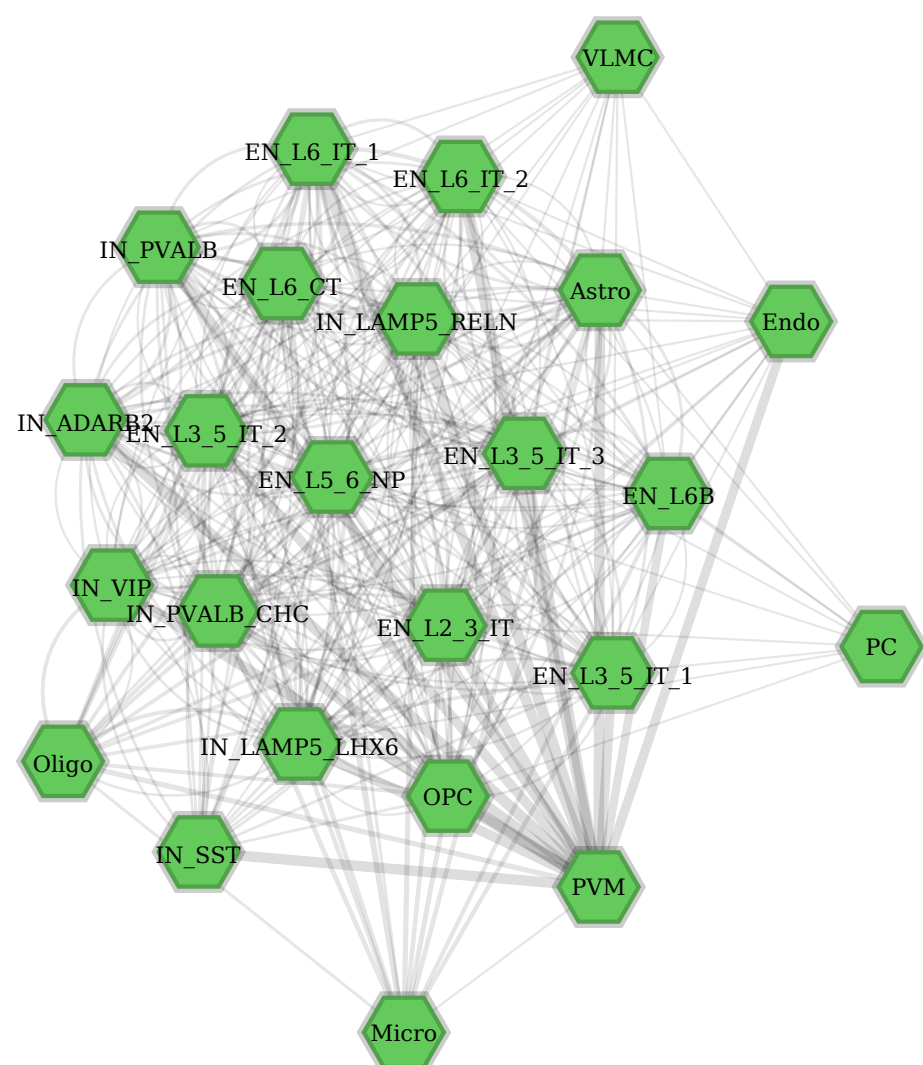 VLMC
EN_L6_IT_1
EN_L6_IT_2
IN_PVALB
EN_L6_CT
Astro
IN_LAMP5_RELN
Endo
IN_ADARB2
EN_L3_5_IT_2
EN_L3_5_IT_3
EN_L5_6_NP
EN_L6B
IN_VIP
IN_PVALB_CHC
EN_L2_3_IT
PC
EN_L3_5_IT_1
IN_LAMP5_LHX6
Oligo
OPC
IN_SST
PVM
Micro